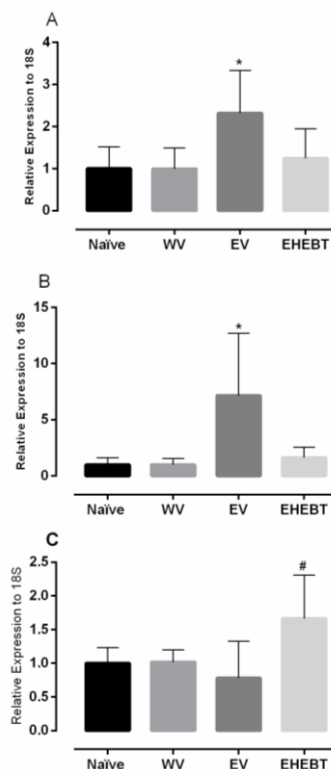 A
Relative Expression to 18S
4
3
2
1
0
*
Naïve WV EV EHEBT
B
Relative Expression to 18S
15
10
5
0
*
Naïve WV EV EHEBT
C
Relative Expression to 18S
2.5
2.0
1.5
1.0
0.5
0.0
#
Naïve WV EV EHEBT